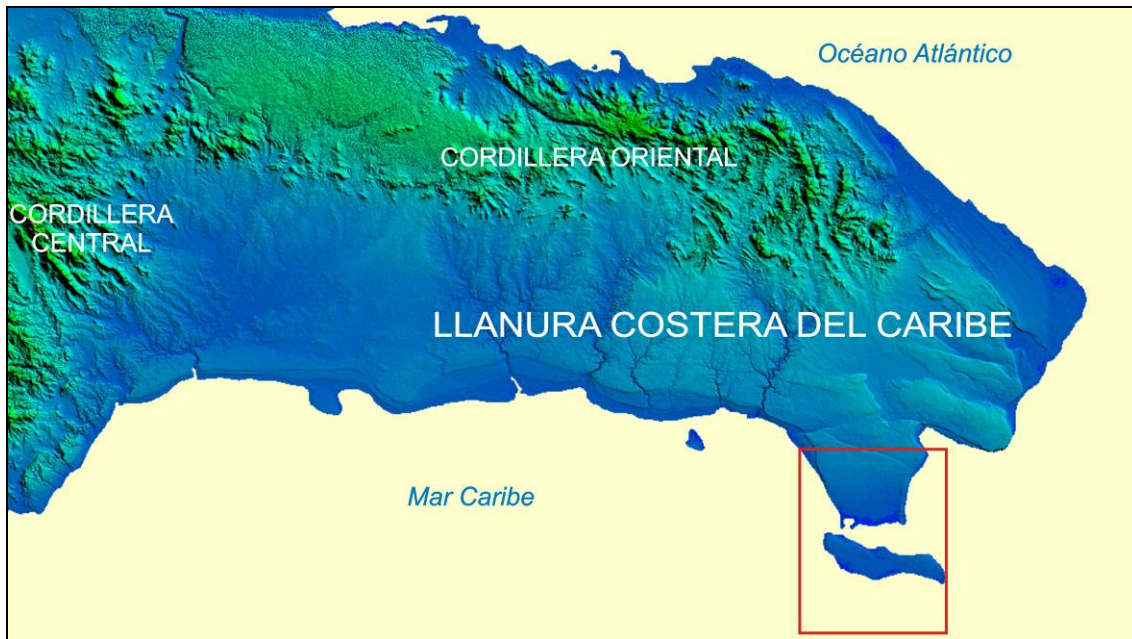 Océano Atlántico
CORDILLERA ORIENTAL
CORDILLERA
CENTRAL
LLANURA COSTERA DEL CARIBE
Mar Caribe